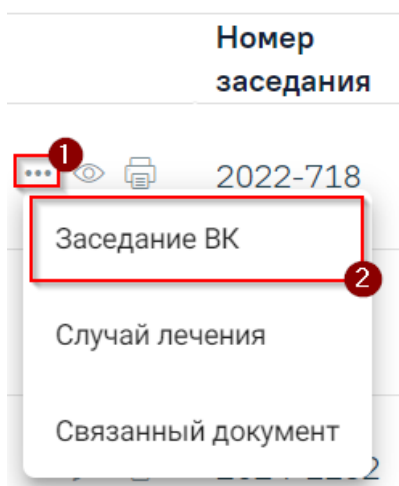 Номер
заседания
1
2022-718
Заседание ВК
2
Случай лечения
Связанный документ